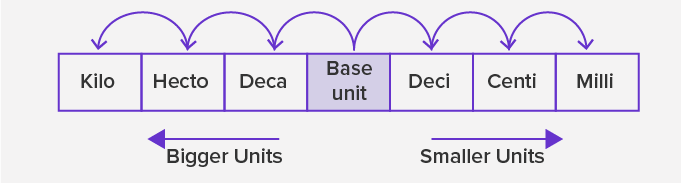 Kilo
Hecto
Deca
Base
unit
Deci
Centi
Milli
Bigger Units
Smaller Units